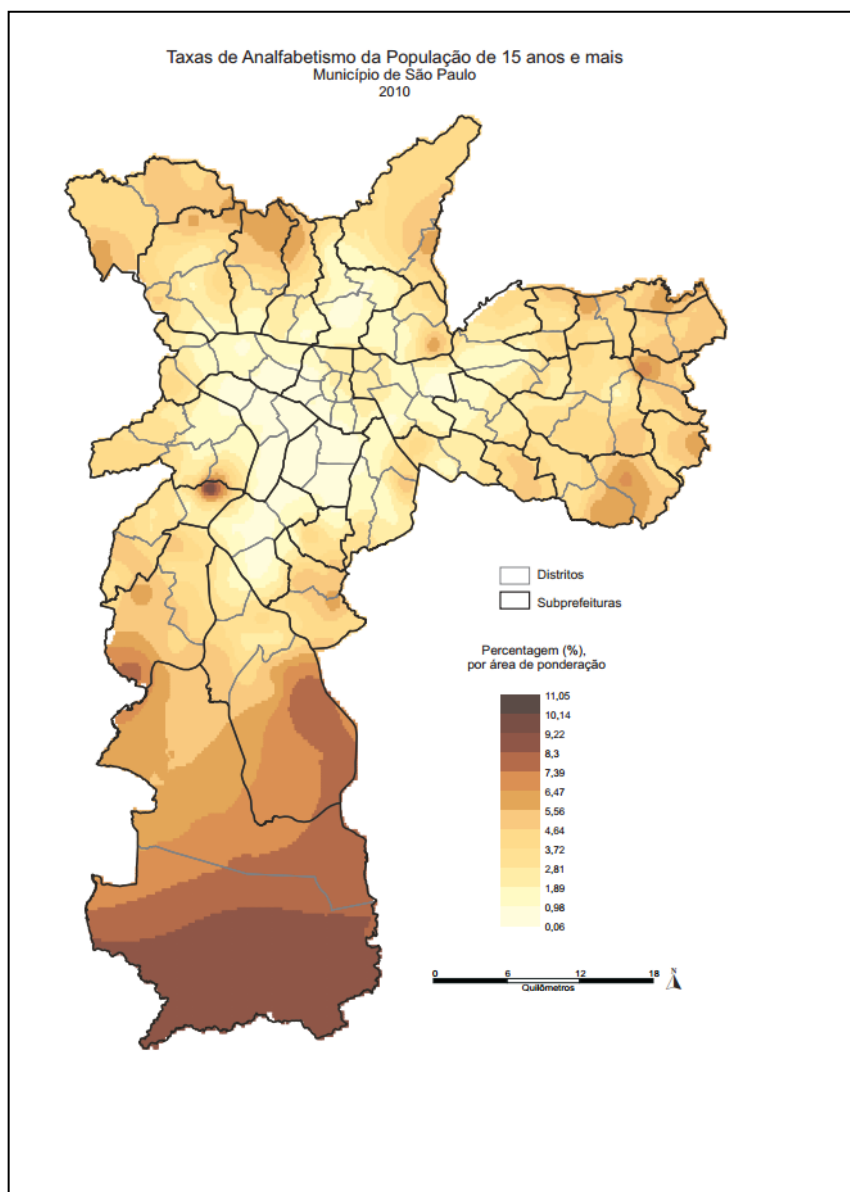 Taxas de Analfabetismo da População de 15 anos e mais
Município de São Paulo
2010
Distritos
Subprefeituras
Percentagem (%),
por área de ponderação
11,05
10,14
9,22
8,3
7,39
6,47
5,56
4,64
3,72
2,81
1,89
0,98
0,06
0 6 12 18
Quilômetros
N